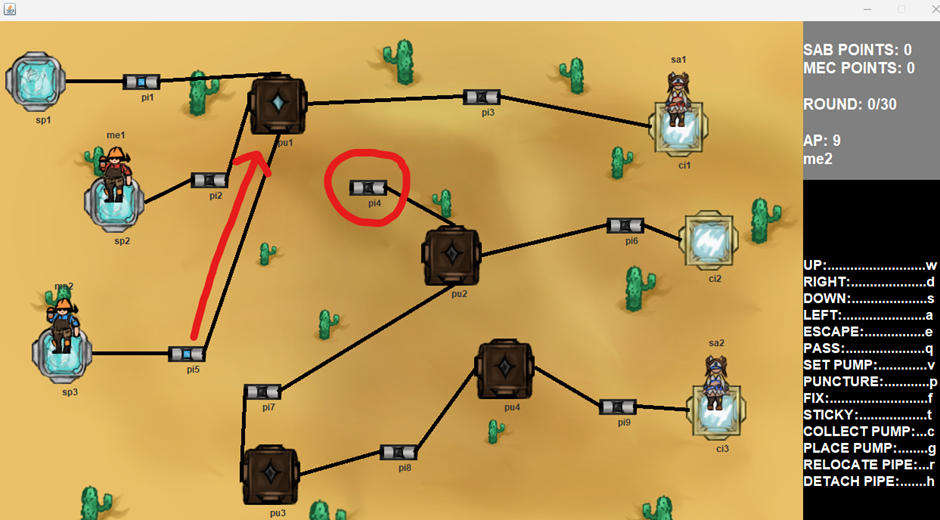 SAB POINTS: 0
MEC POINTS: 0
ROUND: 0/30
AP: 9
me2
sa1
pi1
pi3
sp1
pu1
me1
ci1
pi2
pi4
sp2
pi6
ci2
me2
pu2
sa2
pi5
sp3
pi7
pu4
pi9
ci3
pi8
pu3
UP:..........................w
RIGHT:....................d
DOWN:....................s
LEFT:.......................a
ESCAPE:................e
PASS:......................q
SET PUMP:..............v
PUNCTURE:............p
FIX:...........................f
STICKY:...................t
COLLECT PUMP:...c
PLACE PUMP:........g
RELOCATE PIPE:...r
DETACH PIPE:.......h